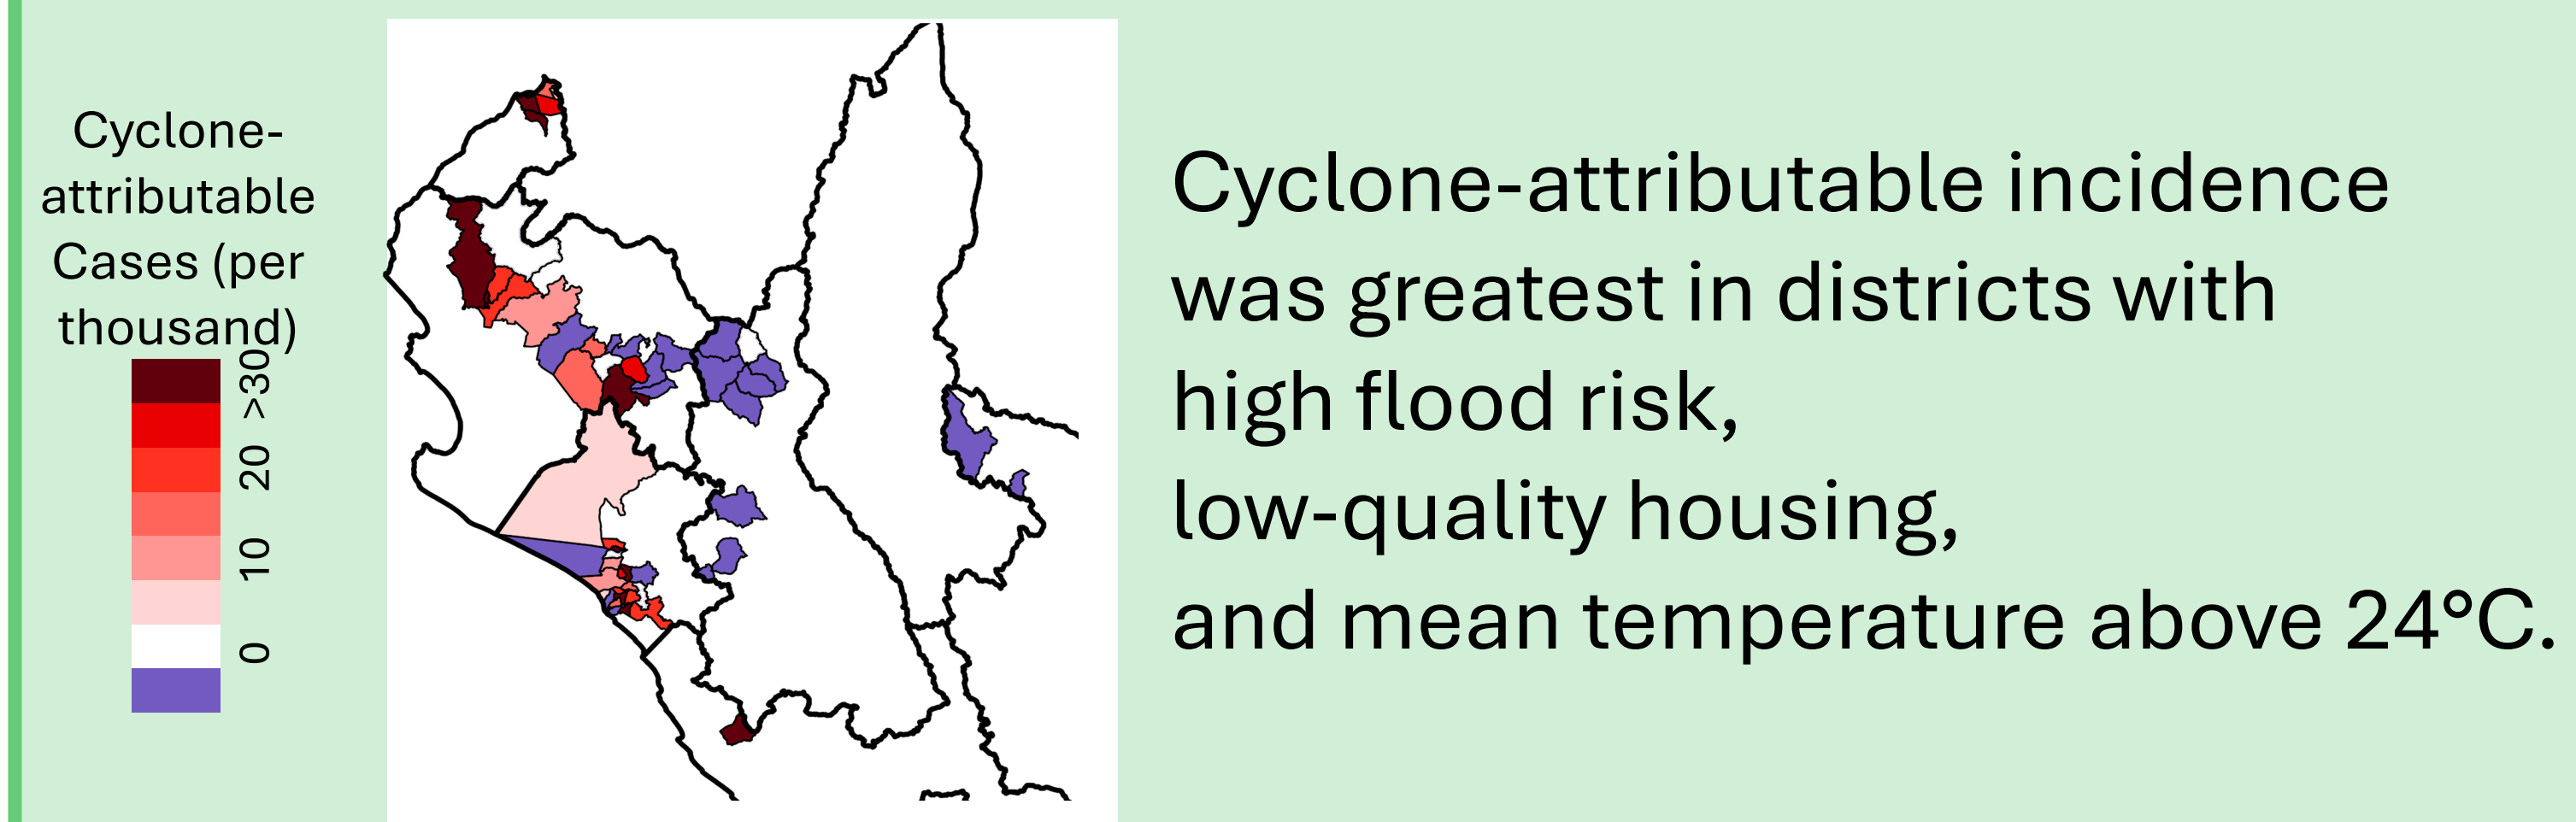 Cyclone-
attributable
Cases (per
thousand)
>30
20
10
0
Cyclone-attributable incidence
was greatest in districts with
high flood risk,
low-quality housing,
and mean temperature above 24°C.